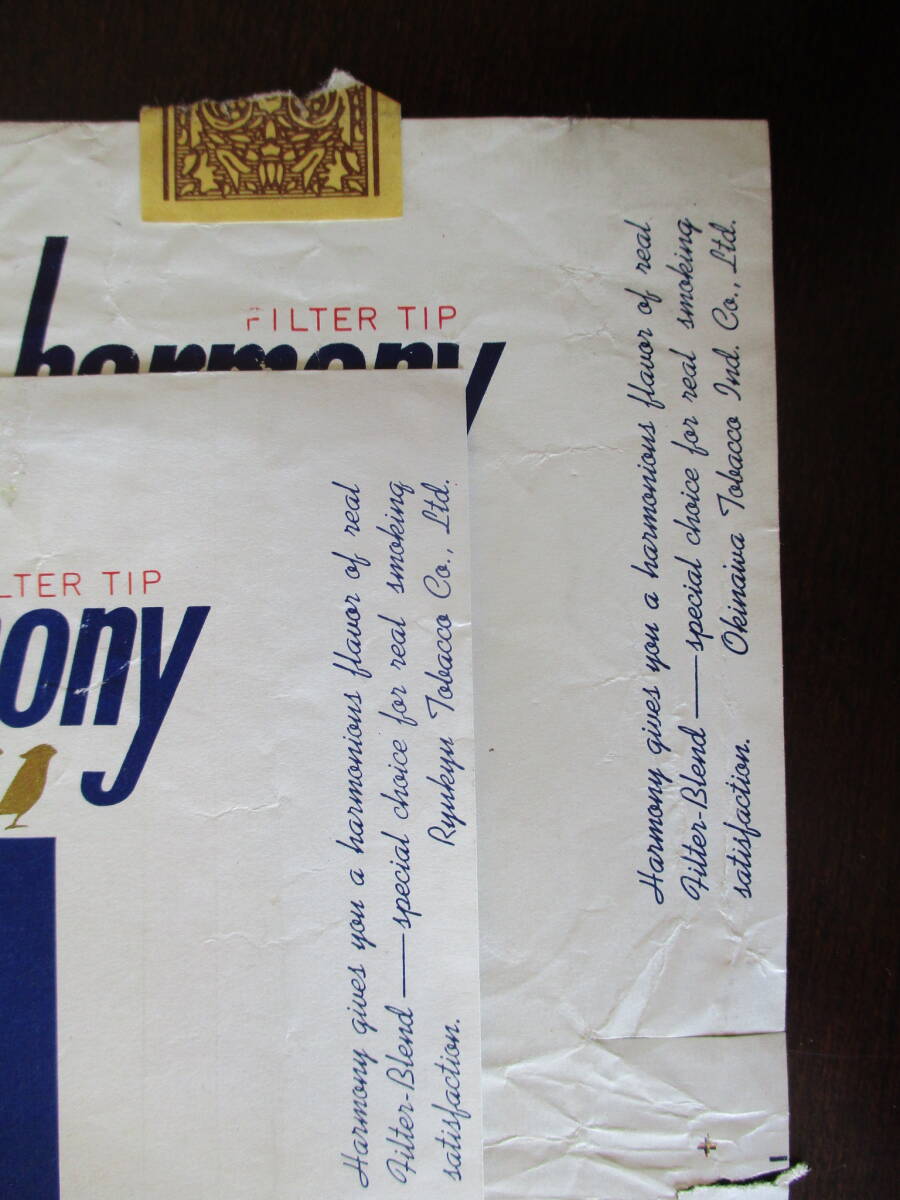 FILTER TIP
harmony
Harmony gives you a harmonious flavor of real
Filter-Blend — special choice for real smoking
satisfaction. Okinawa Tobacco Ind. Co., Ltd.
LTER TIP
ony
Harmony gives you a harmonious flavor of real
Filter-Blend — special choice for real smoking
satisfaction. Ryukyu Tobacco Co., Ltd.